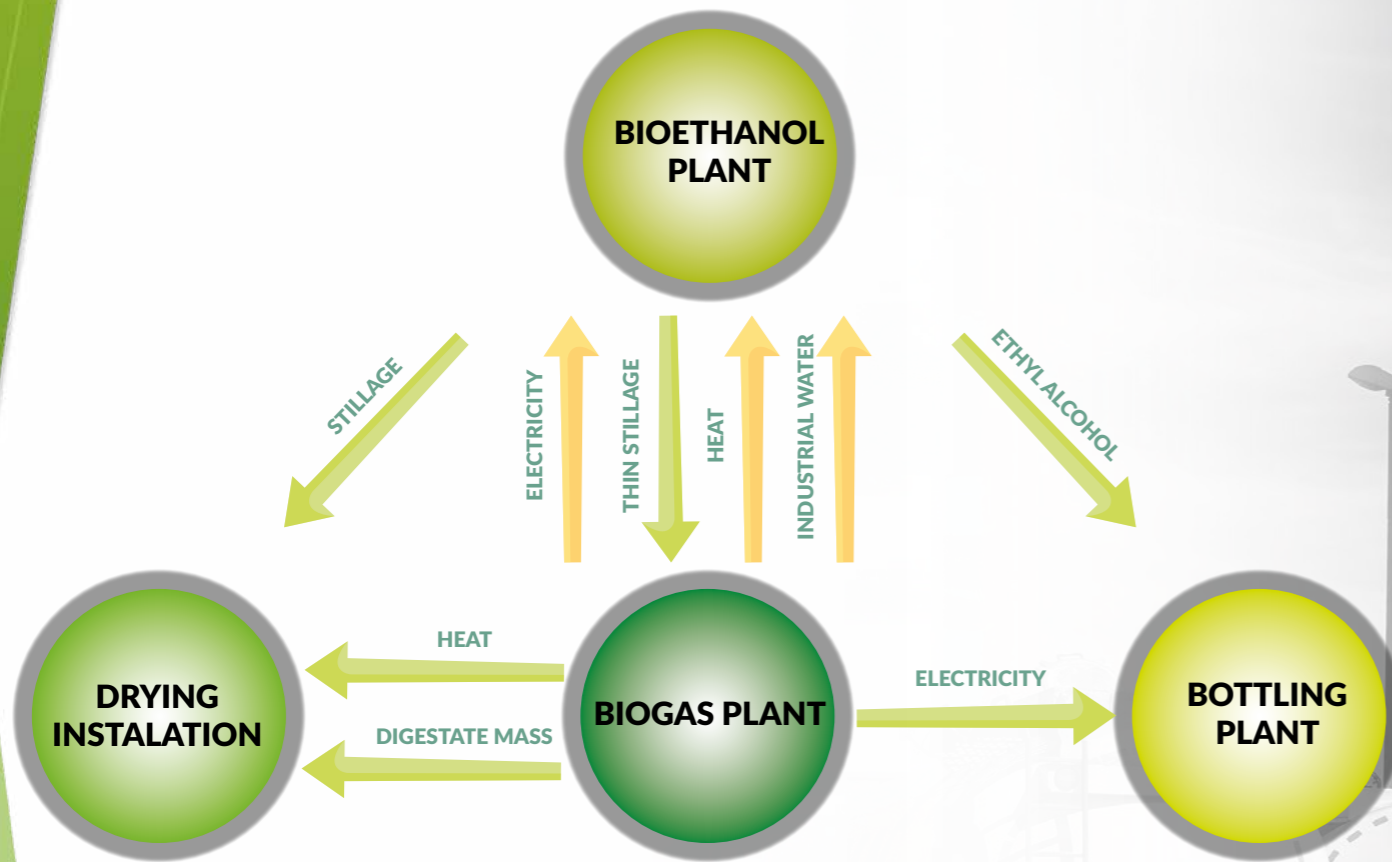 BIOETHANOL
PLANT
STILLAGE
ELECTRICITY
THIN STILLAGE
HEAT
INDUSTRIAL WATER
ETHYL ALCOHOL
HEAT
DIGESTATE MASS
ELECTRICITY
DRYING
INSTALATION
BIOGAS PLANT
BOTTLING
PLANT